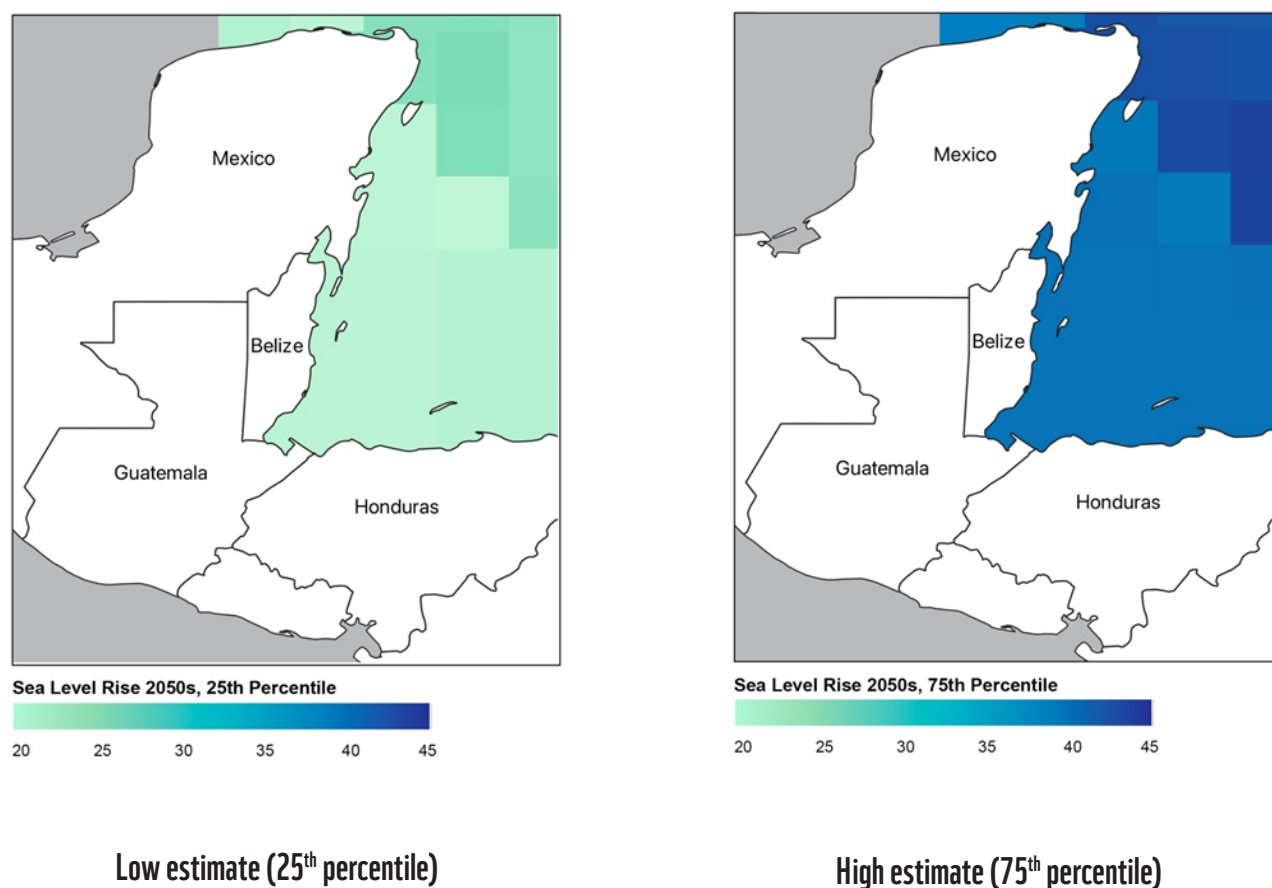 Mexico
Belize
Guatemala
Honduras
Sea Level Rise 2050s, 25th Percentile
20 25 30 35 40 45
Low estimate (25th percentile)
Mexico
Belize
Guatemala
Honduras
Sea Level Rise 2050s, 75th Percentile
20 25 30 35 40 45
High estimate (75th percentile)